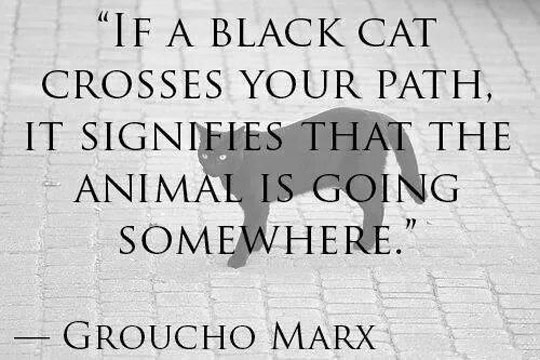 “If a black cat
crosses your path,
it signifies that the
animal is going
somewhere.”
— Groucho Marx